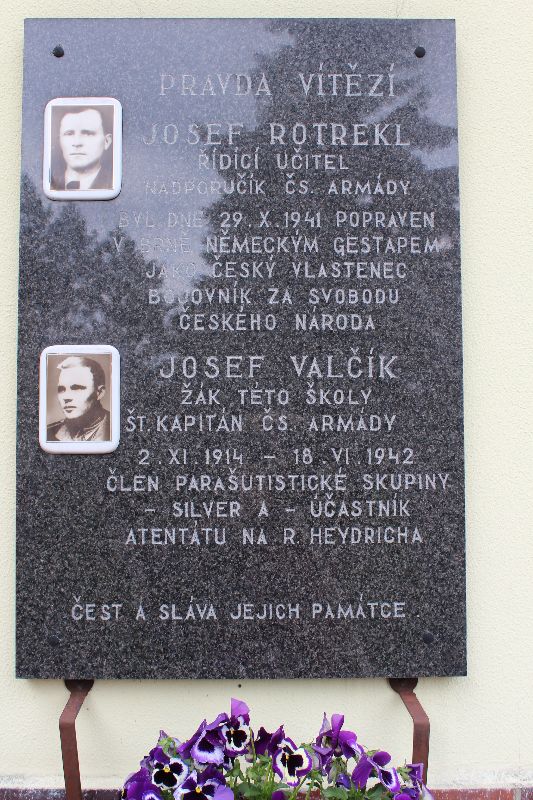 PRAVDA VÍTĚZÍ
JOSEF ROTREKL
ŘÍDÍCÍ UČITEL
NADPORUČÍK ČS. ARMÁDY
BYL DNE 29. X. 1941 POPRAVEN
V BRNĚ NĚMECKÝM GESTAPEM
JAKO ČESKÝ VLASTENEC
BOJOVNÍK ZA SVOBODU
ČESKÉHO NÁRODA
JOSEF VALČÍK
ŽÁK TÉTO ŠKOLY
ŠT. KAPITÁN ČS. ARMÁDY
2. XI. 1914 – 18. VI. 1942
ČLEN PARAŠUTISTICKÉ SKUPINY
– SILVER A – ÚČASTNÍK
ATENTÁTU NA R. HEYDRICHA
ČEST A SLÁVA JEJICH PAMÁTCE.